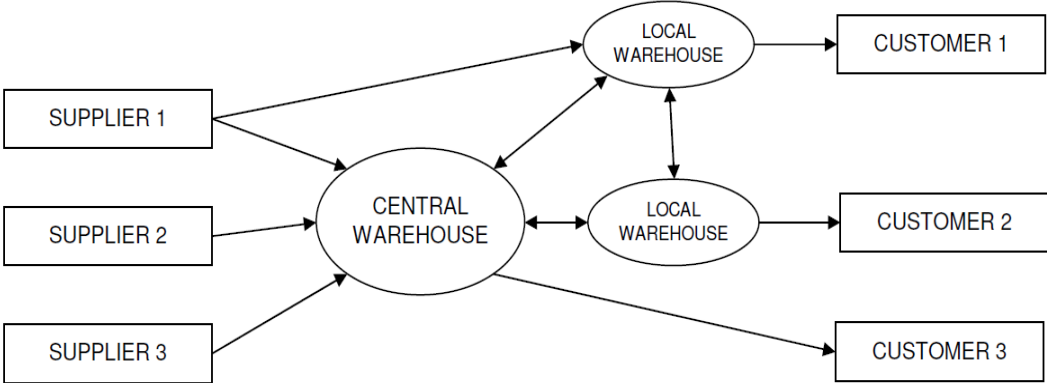 LOCAL
WAREHOUSE
CUSTOMER 1
SUPPLIER 1
CENTRAL
WAREHOUSE
LOCAL
WAREHOUSE
CUSTOMER 2
SUPPLIER 2
SUPPLIER 3
CUSTOMER 3